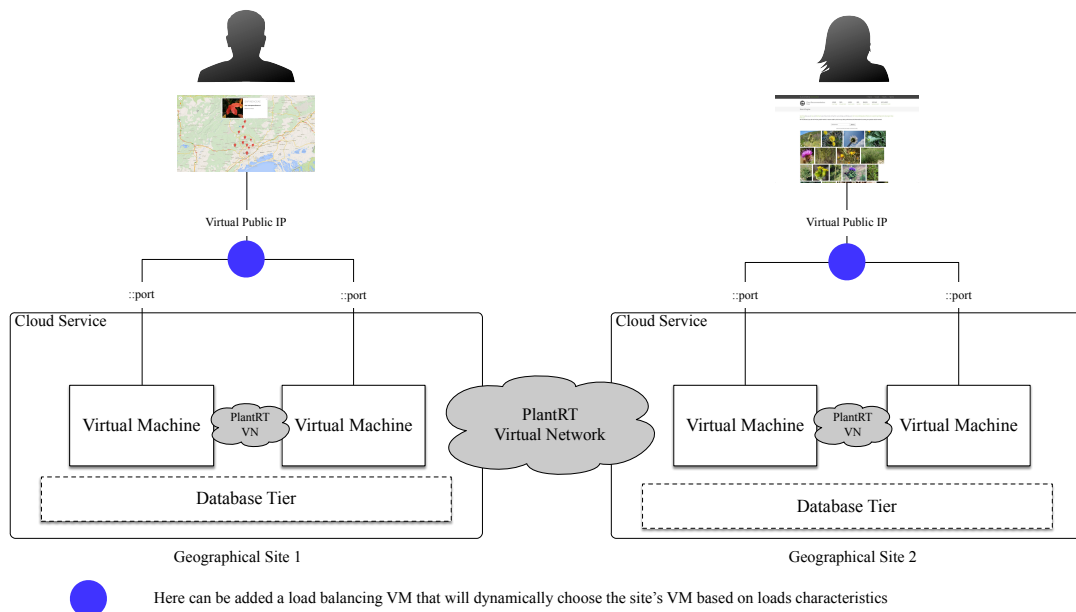 Virtual Public IP
Virtual Public IP
::port
::port
::port
::port
Cloud Service
Cloud Service
Virtual Machine
PlantRT
VN
Virtual Machine
PlantRT
Virtual Network
Virtual Machine
PlantRT
VN
Virtual Machine
Database Tier
Database Tier
Geographical Site 1
Geographical Site 2
Here can be added a load balancing VM that will dynamically choose the site's VM based on loads characteristics